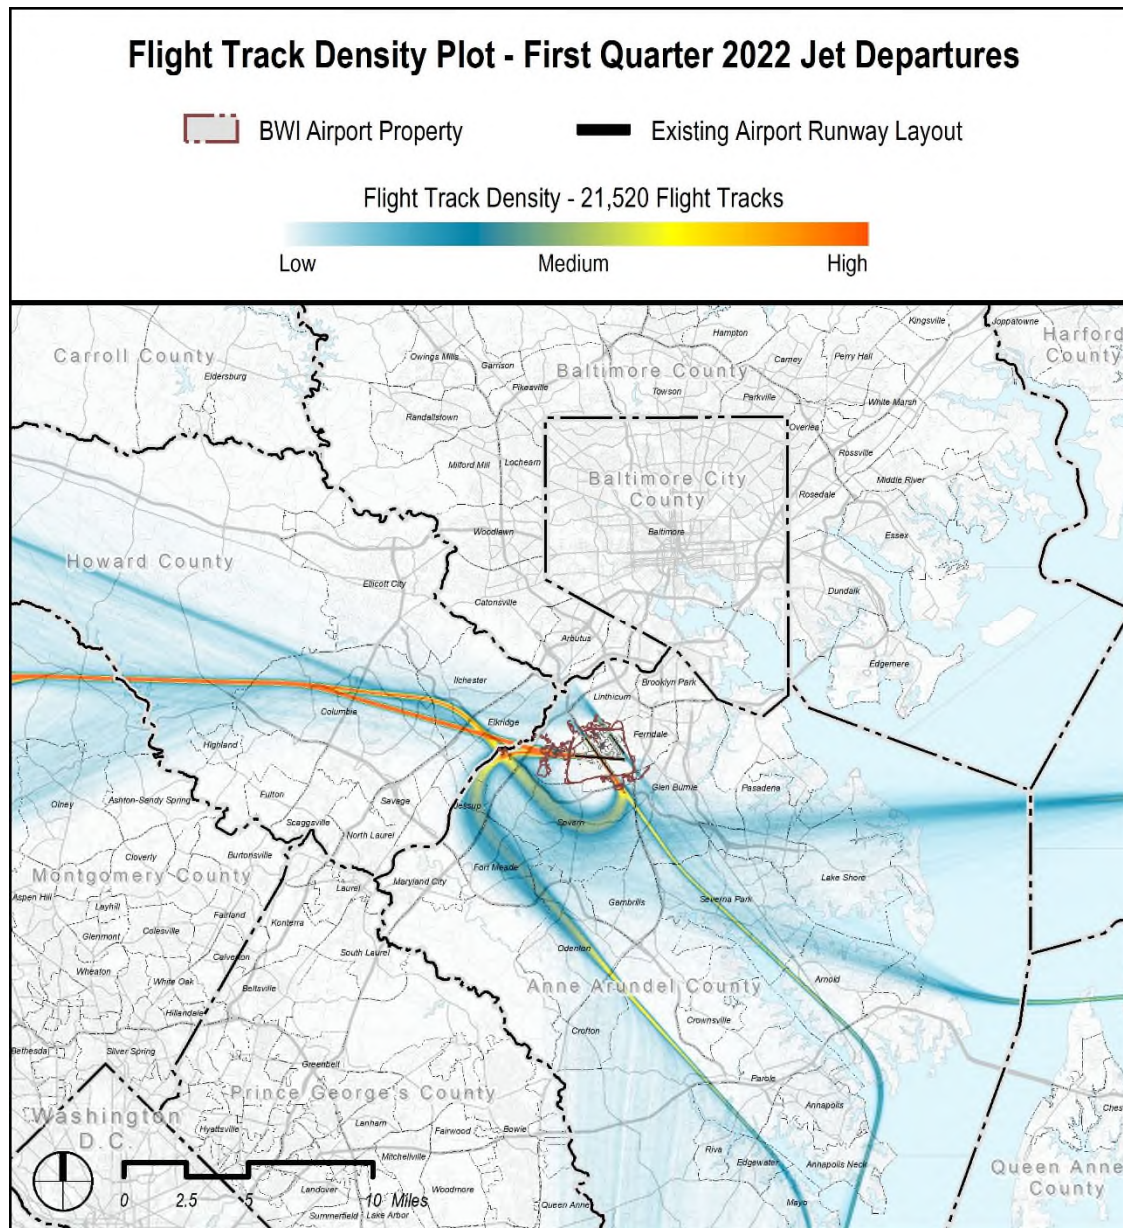 Flight Track Density Plot - First Quarter 2022 Jet Departures
BWI Airport Property
Existing Airport Runway Layout
Flight Track Density - 21,520 Flight Tracks
Low
Medium
High
Kingsville
Joppatowne
Hampton
Harford
County
Carroll County
Owings Mills
Garrison
Carney
Perry Hall
Baltimore County
Eldersburg
Pikesville
Towson
Parkville
White Marsh
Randallstown
Overlea
Rossville
Milford Mill
Lochearn
Baltimore City
County
Middle River
Rosedale
Woodlawn
Baltimore
Essex
Howard County
Ellicott City
Catonsville
Dundalk
Arbutus
Edgemere
Ilchester
Linthicum
Brooklyn Park
Columbia
Elkridge
Ferndale
Highland
Glen Burnie
Pasadena
Olney
Ashton-Sandy Spring
Fulton
Savage
Jessup
Scaggsville
North Laurel
Severn
Cloverly
Burtonsville
Fort Meade
Montgomery County
Maryland City
Lake Shore
Aspen Hill
Layhill
Laurel
Gambrills
Severna Park
Fairland
Konterra
Glenmont
Colesville
South Laurel
Odenton
Calverton
Wheaton
White Oak
Beltsville
Anne Arundel County
Arnold
Hillandale
Crofton
Crownsville
Bethesda
Silver Spring
Greenbelt
Parole
Prince George's County
Annapolis
Washington
D.C.
Hyattsville
Lanham
Fairwood
Bowie
Mitchellville
Riva
Edgewater
Annapolis Neck
Queen Anne'
County
Ches
0 2.5 5 10 Miles
Landover
Woodmore
Queen Anne
Mayo
Summerfield
Lake Arbor